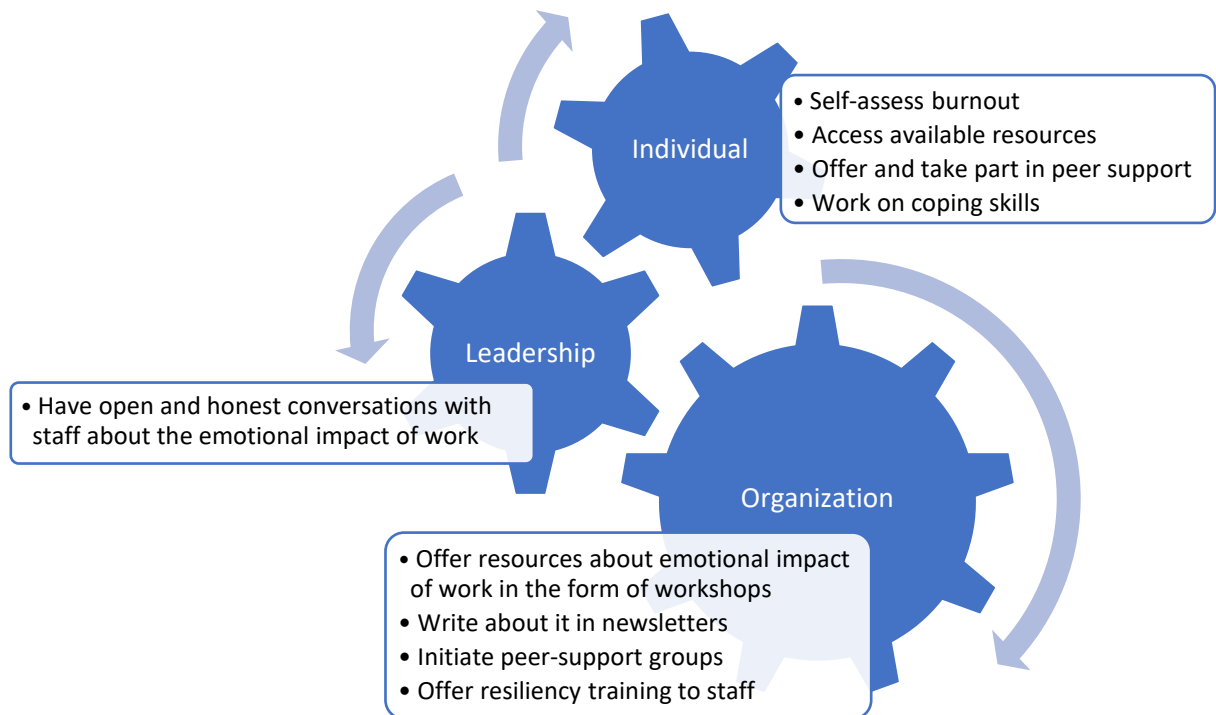 Individual
• Self-assess burnout
• Access available resources
• Offer and take part in peer support
• Work on coping skills
Leadership
• Have open and honest conversations with
staff about the emotional impact of work
Organization
• Offer resources about emotional impact
of work in the form of workshops
• Write about it in newsletters
• Initiate peer-support groups
• Offer resiliency training to staff